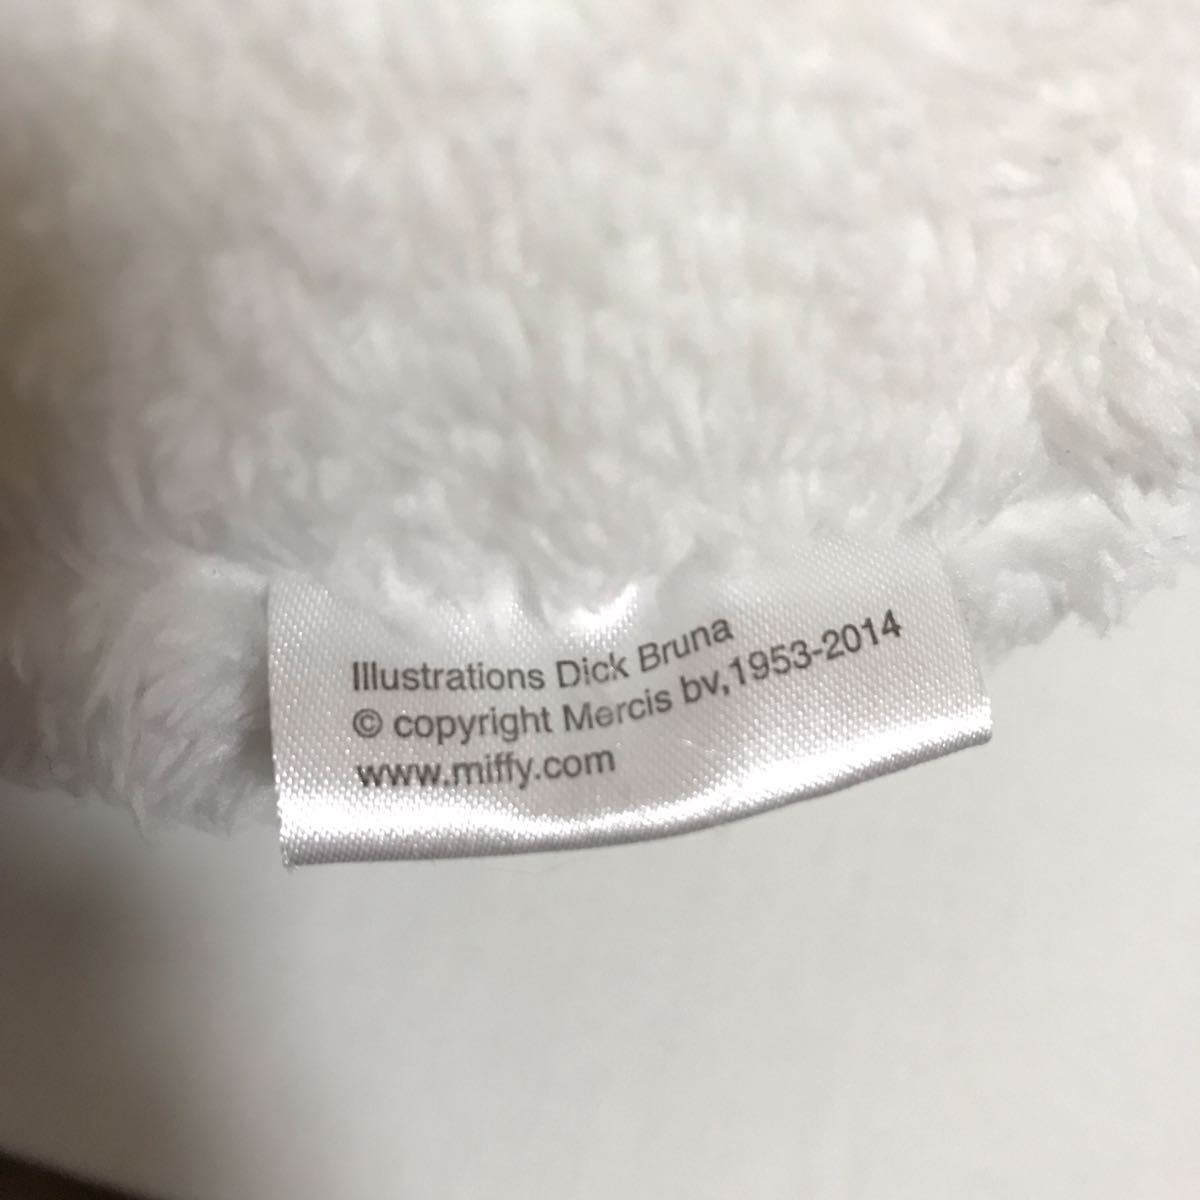 Illustrations Dick Bruna
© copyright Mercis bv,1953-2014
www.miffy.com